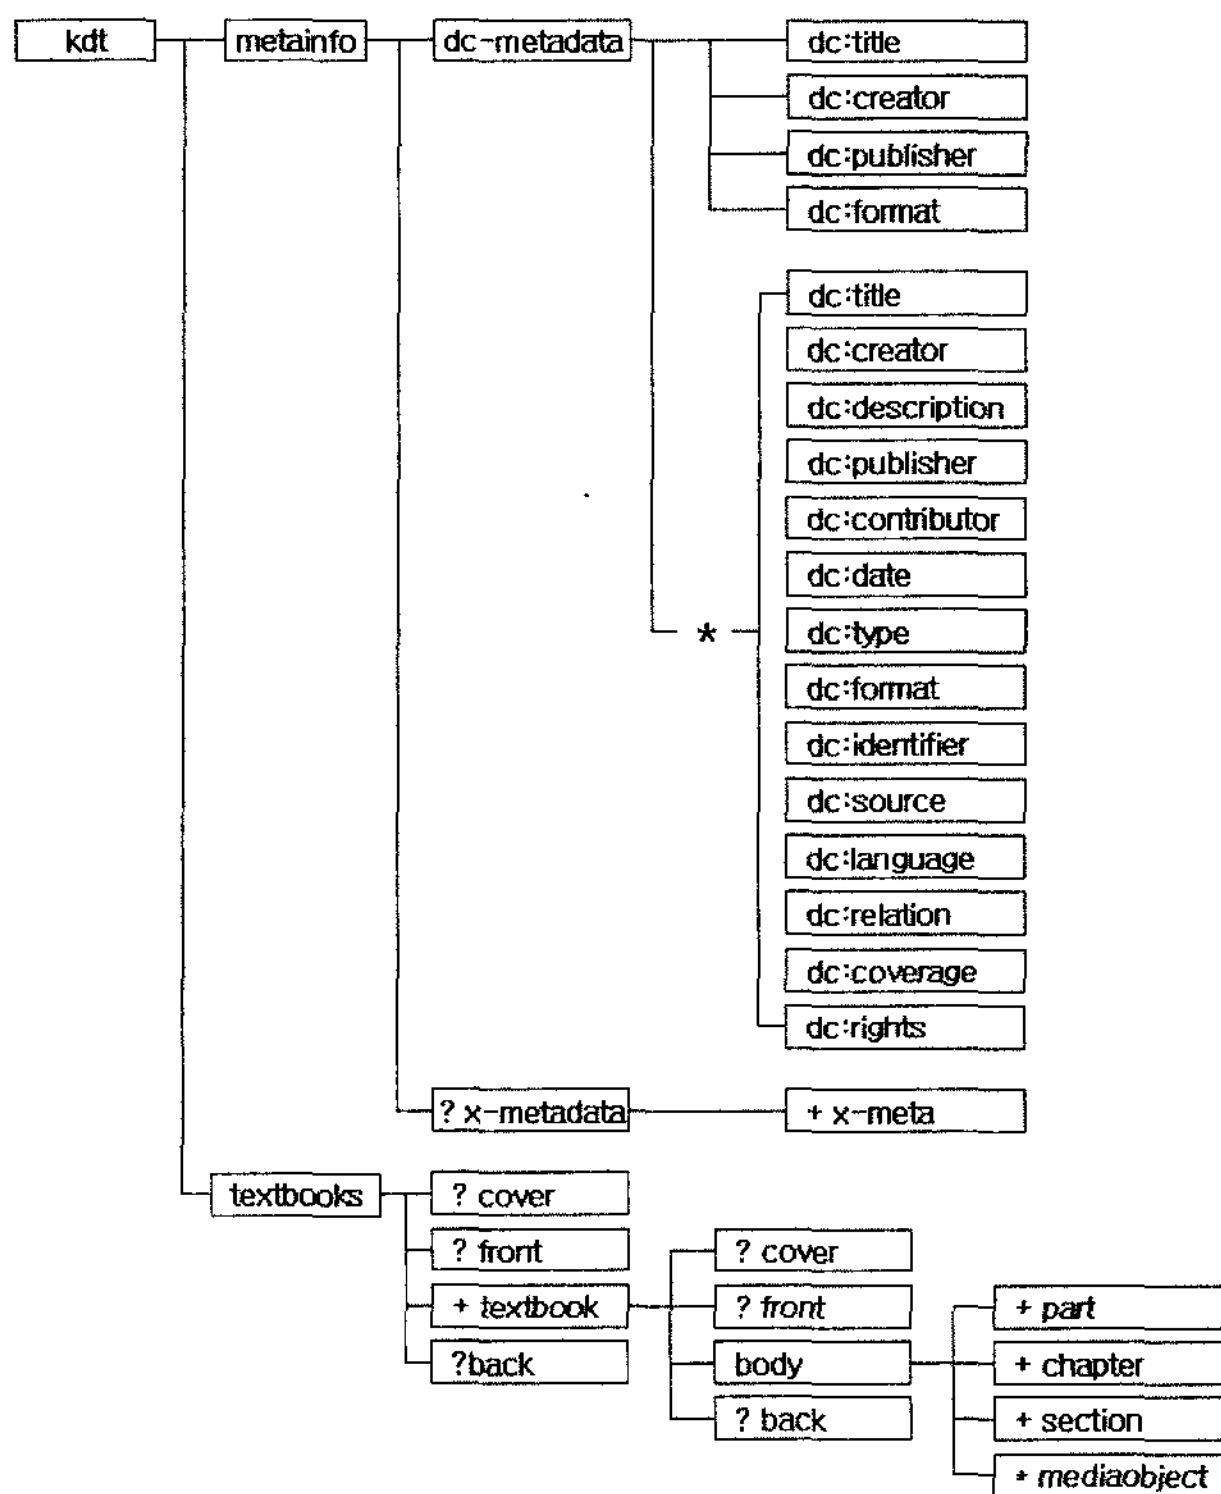 kdt
metainfo
dc-metadata
dc:title
dc:creator
dc:publisher
dc:format
dc:title
dc:creator
dc:description
dc:publisher
dc:contributor
dc:date
*
dc:type
dc:format
dc:identifier
dc:source
dc:language
dc:relation
dc:coverage
dc:rights
? x-metadata
+ x-meta
textbooks
? cover
? front
? cover
+ textbook
? front
+ part
?back
body
+ chapter
? back
+ section
* mediaobject